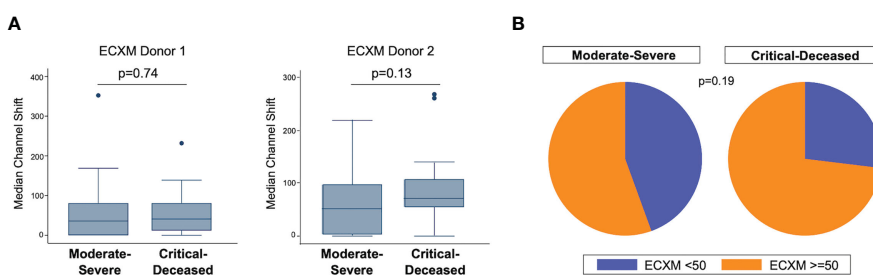 A
ECXM Donor 1
p=0.74
Median Channel Shift
400
300
200
100
0
Moderate-
Severe
Critical-
Deceased
ECXM Donor 2
p=0.13
Median Channel Shift
300
200
100
0
Moderate-
Severe
Critical-
Deceased
B
Moderate-Severe
Critical-Deceased
p=0.19
ECXM <50
ECXM >=50